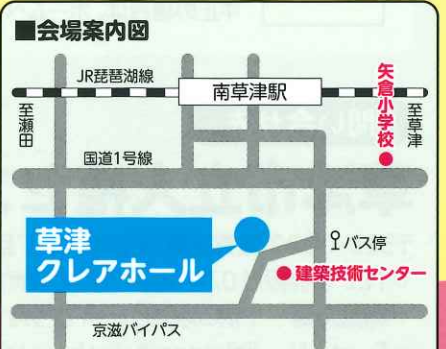 ■会場案内図
JR琵琶湖線
南草津駅
矢倉小学校
至瀬田
至草津
国道1号線
草津
クレアホール
バス停
建築技術センター
京滋バイパス